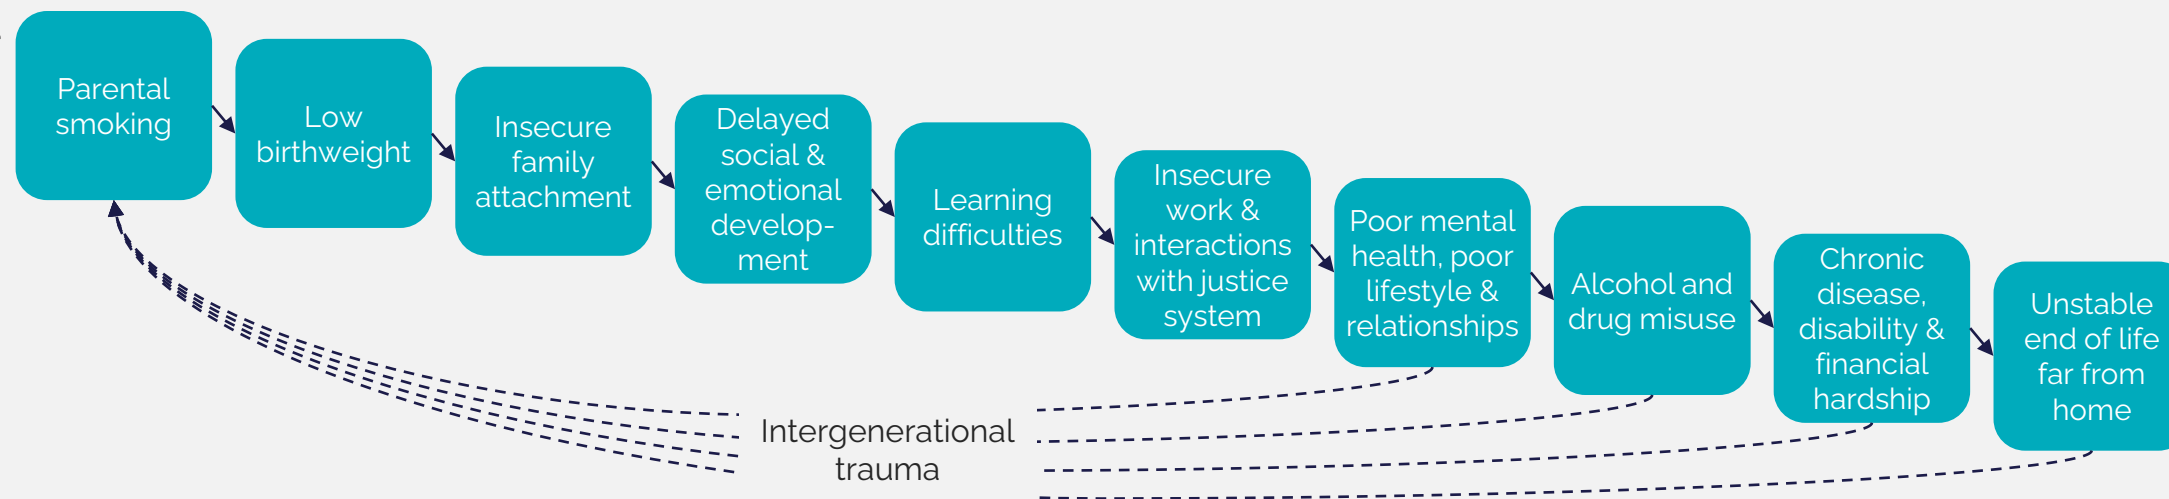 Parental
smoking
Low
birthweight
Insecure
family
attachment
Delayed
social &
emotional
develop-
ment
Learning
difficulties
Insecure
work &
interactions
with justice
system
Poor mental
health, poor
lifestyle &
relationships
Alcohol and
drug misuse
Chronic
disease,
disability &
financial
hardship
Unstable
end of life
far from
home
Intergenerational
trauma